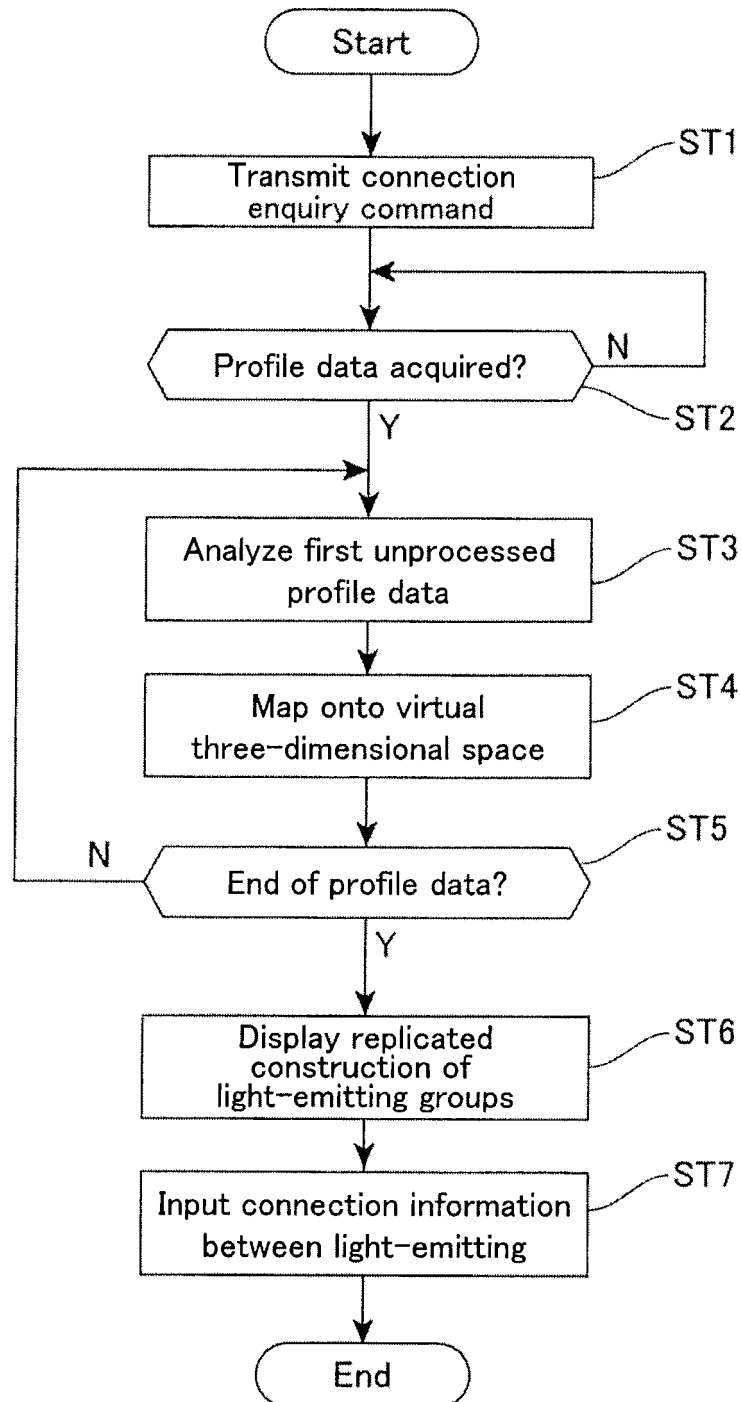 Start
ST1
Transmit connection
enquiry command
Profile data acquired?
N
ST2
Y
Analyze first unprocessed
profile data
ST3
Map onto virtual
three-dimensional space
ST4
ST5
N
End of profile data?
Y
Display replicated
construction of
light-emitting groups
ST6
Input connection information
between light-emitting
ST7
End